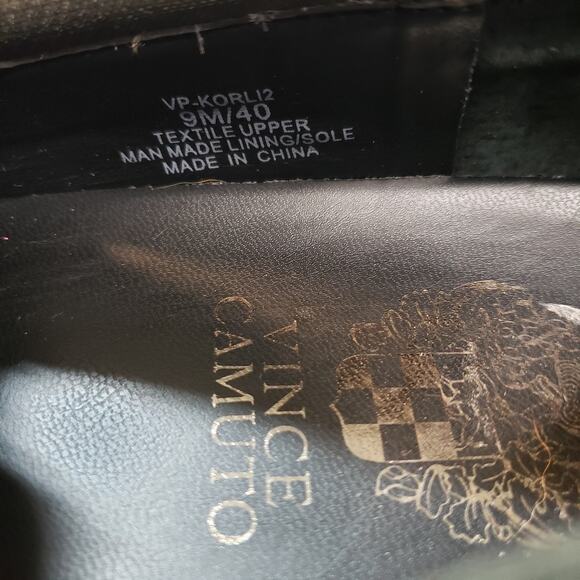 VP-KORLI2
9M/40
TEXTILE UPPER
MAN MADE LINING/SOLE
MADE IN CHINA
VINCE
CAMUTO